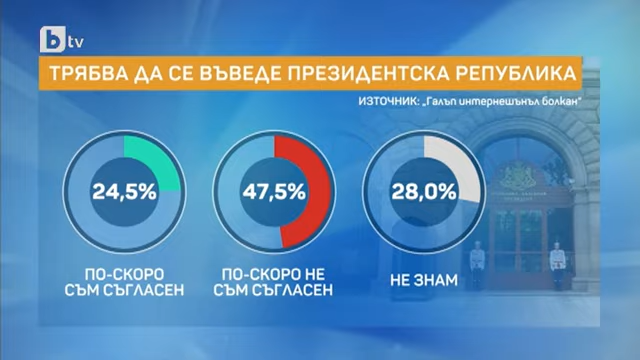 btv
ТРЯБВА ДА СЕ ВЪВЕДЕ ПРЕЗИДЕНТСКА РЕПУБЛИКА
ИЗТОЧНИК: „Галъп интернешънъл болкан“
24,5%
47,5%
28,0%
ПО-СКОРО
СЪМ СЪГЛАСЕН
ПО-СКОРО НЕ
СЪМ СЪГЛАСЕН
НЕ ЗНАМ